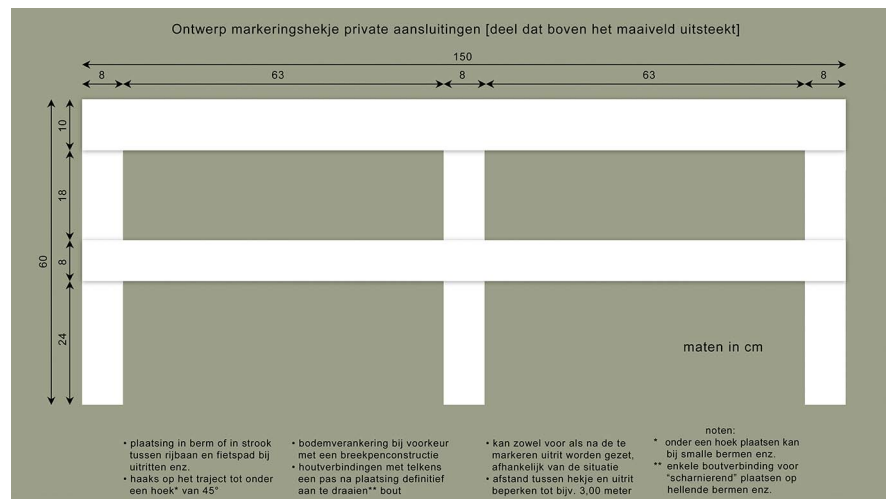 Ontwerp markeringshekje private aansluitingen [deel dat boven het maaiveld uitsteekt]
150
8
63
8
63
8
10
18
60
8
24
maten in cm
• plaatsing in berm of in strook
tussen rijbaan en fietspad bij
uitritten enz.
• haaks op het traject tot onder
een hoek* van 45°
• bodemverankering bij voorkeur
met een breekpenconstructie
• houtverbindingen met telkens
een pas na plaatsing definitief
aan te draaien** bout
• kan zowel voor als na de te
markeren uitrit worden gezet,
afhankelijk van de situatie
• afstand tussen hekje en uitrit
beperken tot bijv. 3,00 meter
noten:
* onder een hoek plaatsen kan
bij smalle bermen enz.
** enkele boutverbinding voor
“scharnierend” plaatsen op
hellende bermen enz.